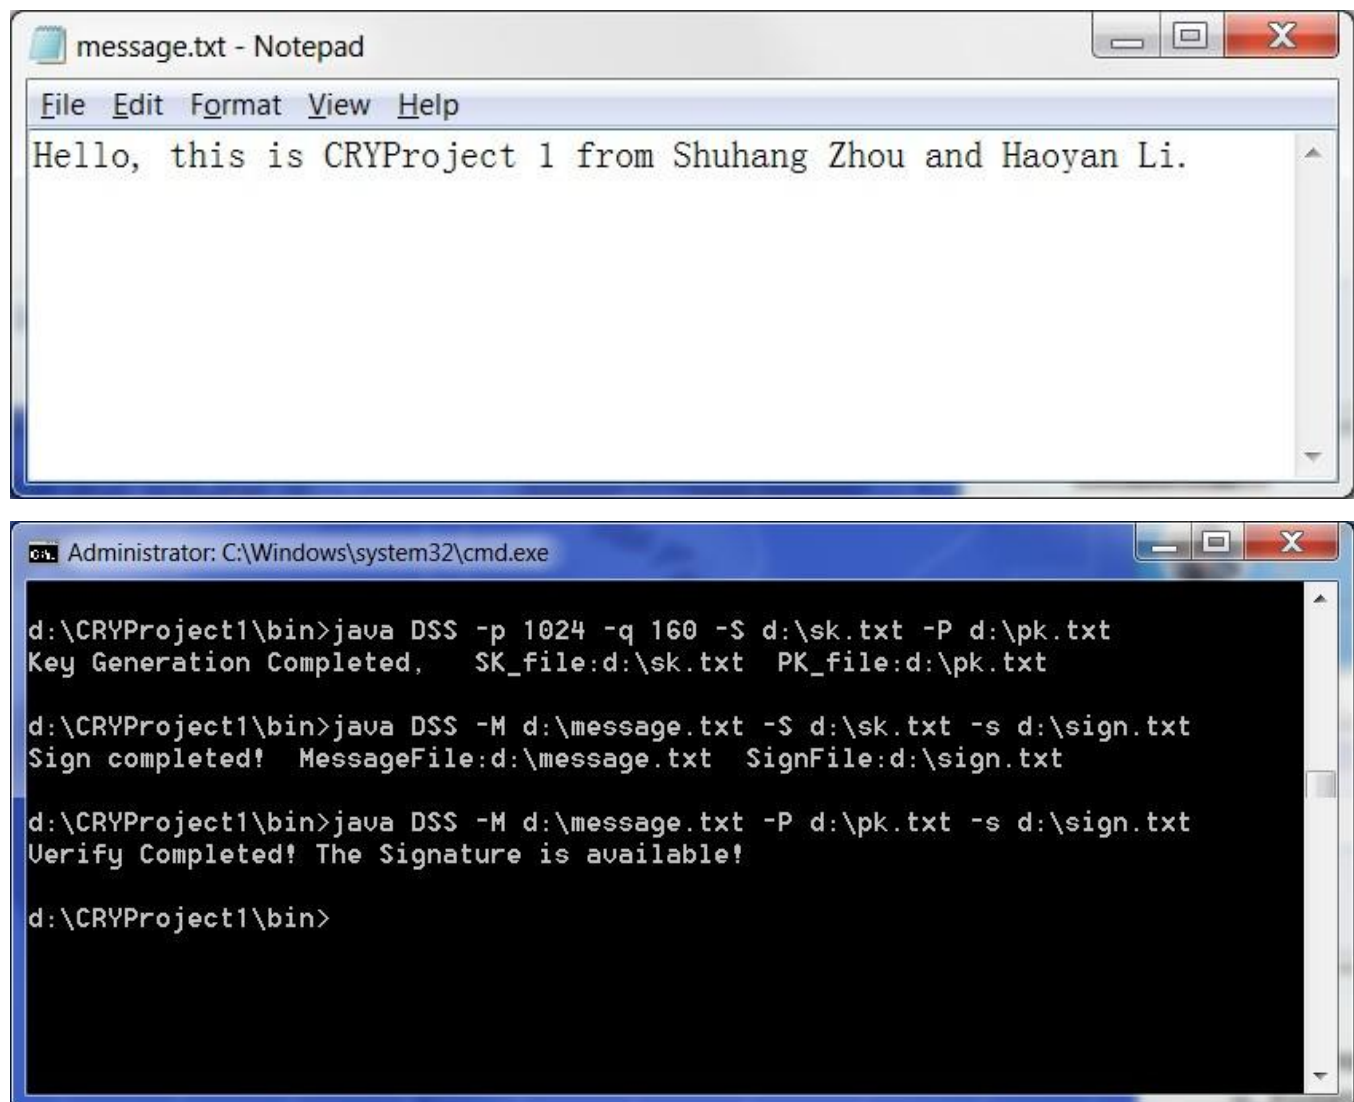 message.txt - Notepad
File Edit Format View Help
Hello, this is CRYProject 1 from Shuhang Zhou and Haoyan Li.
Administrator: C:\Windows\system32\cmd.exe
d:\CRYProject1\bin>java DSS -p 1024 -q 160 -S d:\sk.txt -P d:\pk.txt
Key Generation Completed,   SK_file:d:\sk.txt  PK_file:d:\pk.txt
d:\CRYProject1\bin>java DSS -M d:\message.txt -S d:\sk.txt -s d:\sign.txt
Sign completed!  MessageFile:d:\message.txt  SignFile:d:\sign.txt
d:\CRYProject1\bin>java DSS -M d:\message.txt -P d:\pk.txt -s d:\sign.txt
Verify Completed! The Signature is available!
d:\CRYProject1\bin>